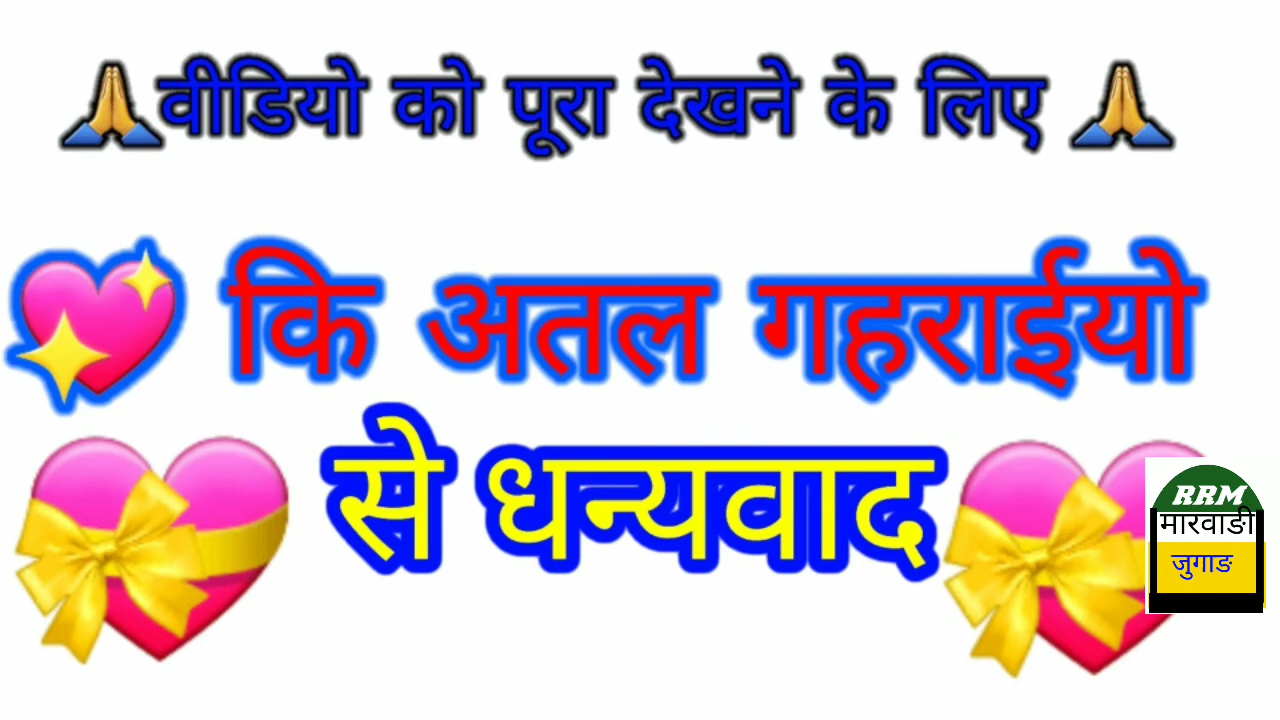 🙏वीडियो को पूरा देखने के लिए 🙏
💖 कि अतल गहराईयो
💝 से धन्यवाद 💝
RRM
मारवाङी
जुगाङ